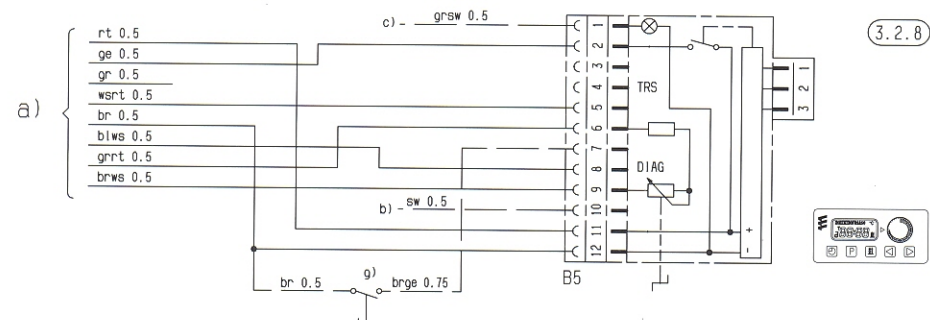 c) grsw 0.5
3.2.8
rt 0.5
ge 0.5
gr 0.5
wsrt 0.5
br 0.5
blws 0.5
grrt 0.5
brws 0.5
a)
b) sw 0.5
br 0.5
g)
brge 0.75
1
2
3
4
5
6
7
8
9
10
11
12
B5
TRS
DIAG
+
-
1
2
3
P